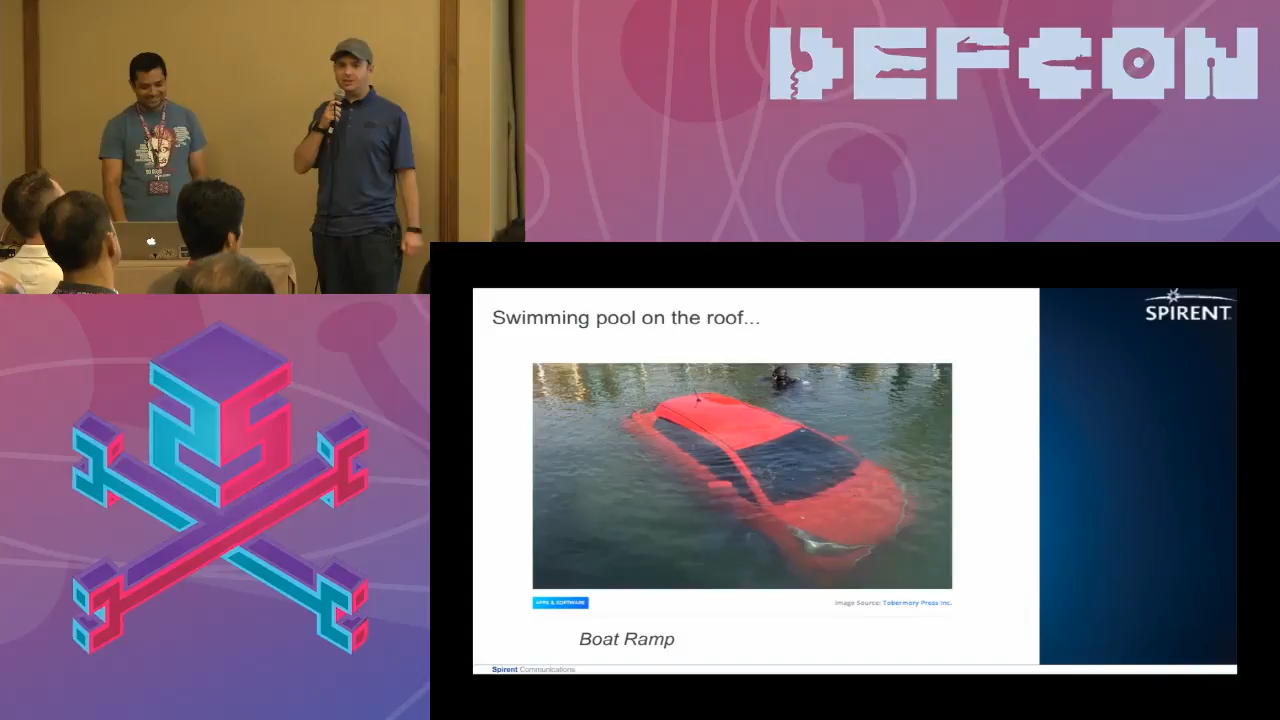 DEFCON
Swimming pool on the roof...
SPIRENT
APPS & SOFTWARE
Image Source: Tobermory Press Inc.
Boat Ramp
Spirent Communications